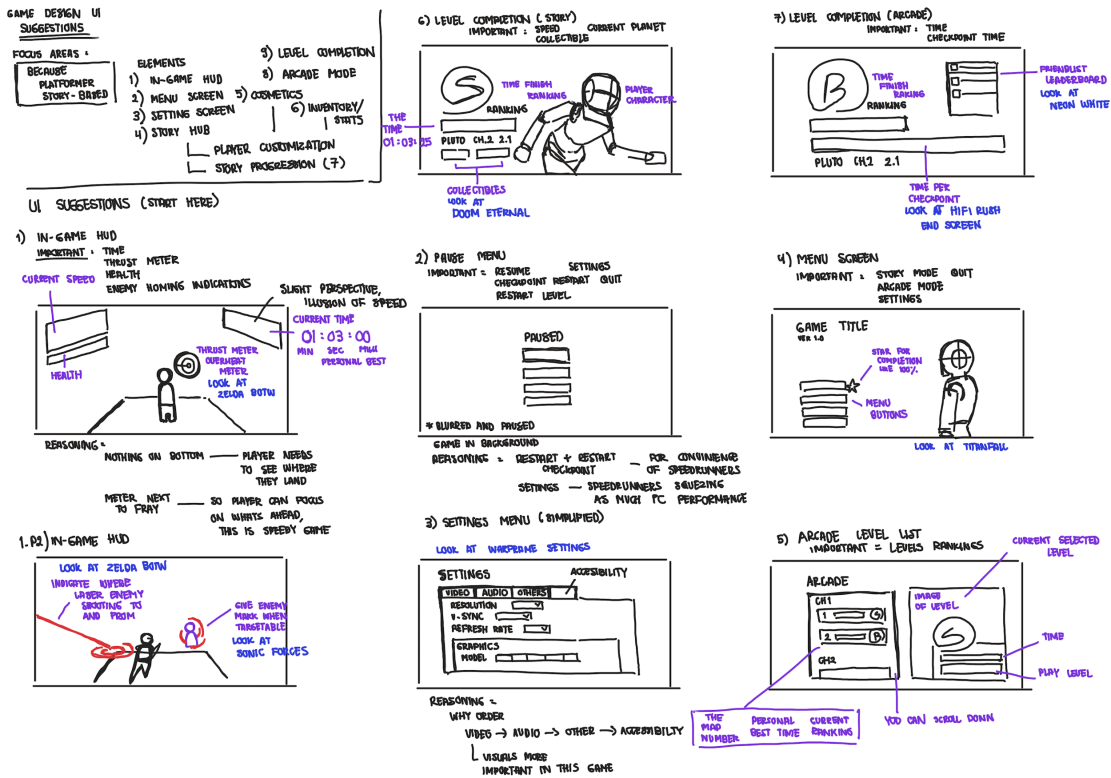 GAME DESIGN UI
SUGGESTIONS
FOCUS AREAS :
BECAUSE
PLATFORMER
STORY-BASED
ELEMENTS
1) IN-GAME HUD
2) MENU SCREEN
3) SETTING SCREEN
4) STORY HUB
PLAYER CUSTOMIZATION
STORY PROGRESSION (7)
9) LEVEL COMPLETION
8) ARCADE MODE
5) COSMETICS
6) INVENTORY/
STATS
UI SUGGESTIONS (START HERE)
1) IN-GAME HUD
IMPORTANT : TIME
THRUST METER
HEALTH
ENEMY HOMING INDICATIONS
CURRENT SPEED
SLIGHT PERSPECTIVE,
ILLUSION OF SPEED
CURRENT TIME
01:03:00
MIN SEC MILLI
PERSONAL BEST
THRUST METER
OVERHEAT
METER
LOOK AT
ZELDA BOTW
HEALTH
REASONING =
NOTHING ON BOTTOM — PLAYER NEEDS
TO SEE WHERE
THEY LAND
METER NEXT
TO FRAY — SO PLAYER CAN FOCUS
ON WHATS AHEAD,
THIS IS SPEEDY GAME
1.P2) IN-GAME HUD
LOOK AT ZELDA BOTW
INDICATE WHERE
LASER ENEMY
SHOOTING TO
AND FROM
GIVE ENEMY
MARK WHEN
TARGETABLE
LOOK AT
SONIC FORCES
6) LEVEL COMPLETION (STORY)
IMPORTANT : SPEED CURRENT PLANET
COLLECTIBLE
S
TIME FINISH
RANKING
RANKING
PLAYER
CHARACTER
THE
TIME
01:03:25
PLUTO CH.2 2.1
COLLECTIBLES
LOOK AT
DOOM ETERNAL
2) PAUSE MENU
IMPORTANT = RESUME SETTINGS
CHECKPOINT RESTART QUIT
RESTART LEVEL
PAUSED
* BLURRED AND PAUSED
GAME IN BACKGROUND
REASONING = RESTART + RESTART
CHECKPOINT — FOR CONVINIENCE
OF SPEEDRUNNERS
SETTINGS — SPEEDRUNNERS SQUEZING
AS MUCH PC PERFORMANCE
3) SETTINGS MENU (SIMPLIFIED)
LOOK AT WARFRAME SETTINGS
SETTINGS
ACCESIBILITY
VIDEO AUDIO OTHERS
RESOLUTION
V-SYNC
REFRESH RATE
GRAPHICS
MODEL
REASONING =
WHY ORDER
VIDEO → AUDIO → OTHER → ACCESSIBILTY
VISUALS MORE
IMPORTANT IN THIS GAME
7) LEVEL COMPLETION (ARCADE)
IMPORTANT : TIME
CHECKPOINT TIME
B
TIME
FINISH
RAKING
RANKING
FRIENDLIST
LEADERBOARD
LOOK AT
NEON WHITE
PLUTO CH.2 2.1
TIME PER
CHECKPOINT
LOOK AT HIFI RUSH
END SCREEN
4) MENU SCREEN
IMPORTANT : STORY MODE QUIT
ARCADE MODE
SETTINGS
GAME TITLE
VER 1.0
STAR FOR
COMPLETION
LIKE 100%
MENU
BUTTONS
LOOK AT TITANFALL
5) ARCADE LEVEL LIST
IMPORTANT = LEVELS RANKINGS
CURRENT SELECTED
LEVEL
ARCADE
CH1
1 S
2 B
CH2
IMAGE
OF LEVEL
S
TIME
PLAY LEVEL
YOU CAN SCROLL DOWN
THE PERSONAL CURRENT
MAP BEST TIME RANKING
NUMBER